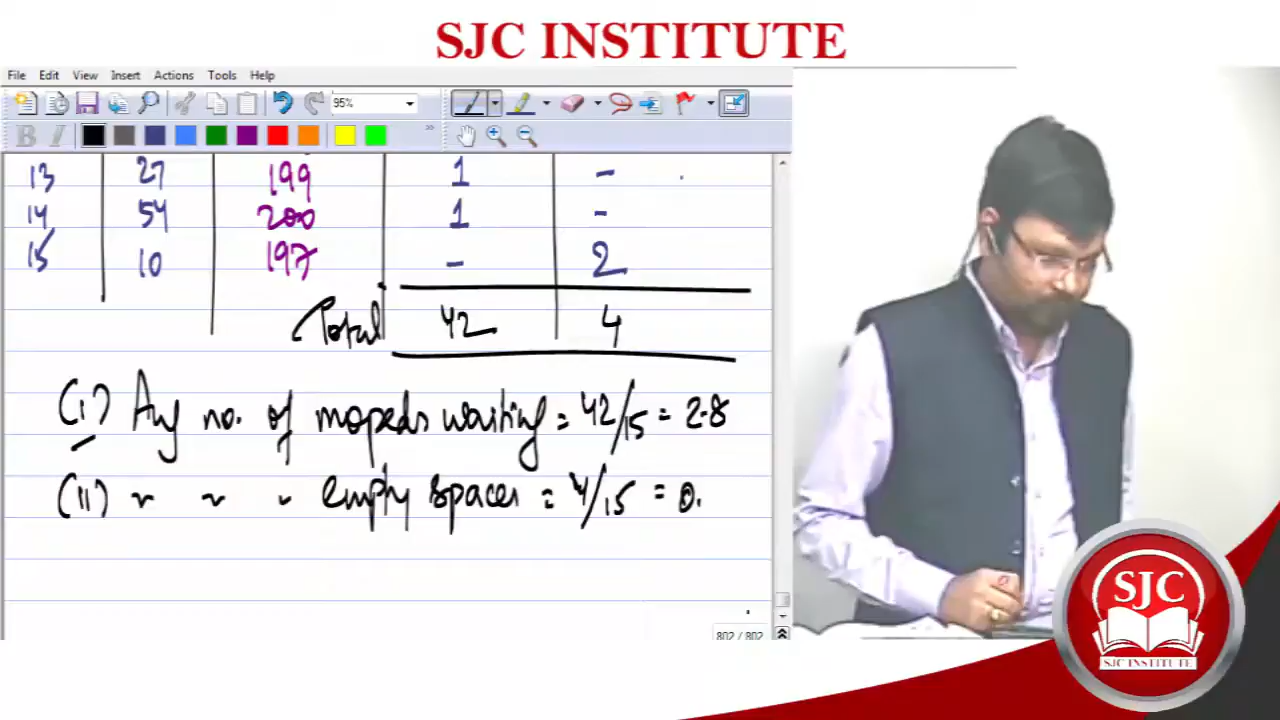 SJC INSTITUTE
File Edit View Insert Actions Tools Help
95%
13 27 199 1 -
14 54 200 1 -
15 10 197 - 2
Total 42 4
(i) Avg no. of mopeds waiting = 42/15 = 2.8
(ii) " " " empty spaces = 4/15 = 0.
802 / 802
SJC
SJC INSTITUTE